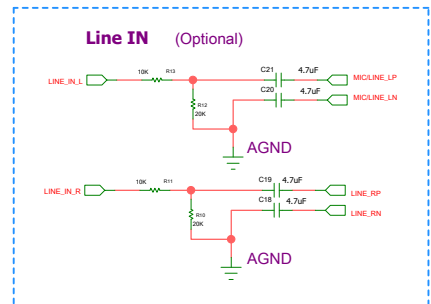 Line IN (Optional)
C21 4.7uF
LINE_IN_L 10K R13 MIC/LINE_LP
C20 4.7uF
R12
20K
MIC/LINE_LN
AGND
C19 4.7uF
LINE_IN_R 10K R11 LINE_RP
C18 4.7uF
R10
20K
LINE_RN
AGND